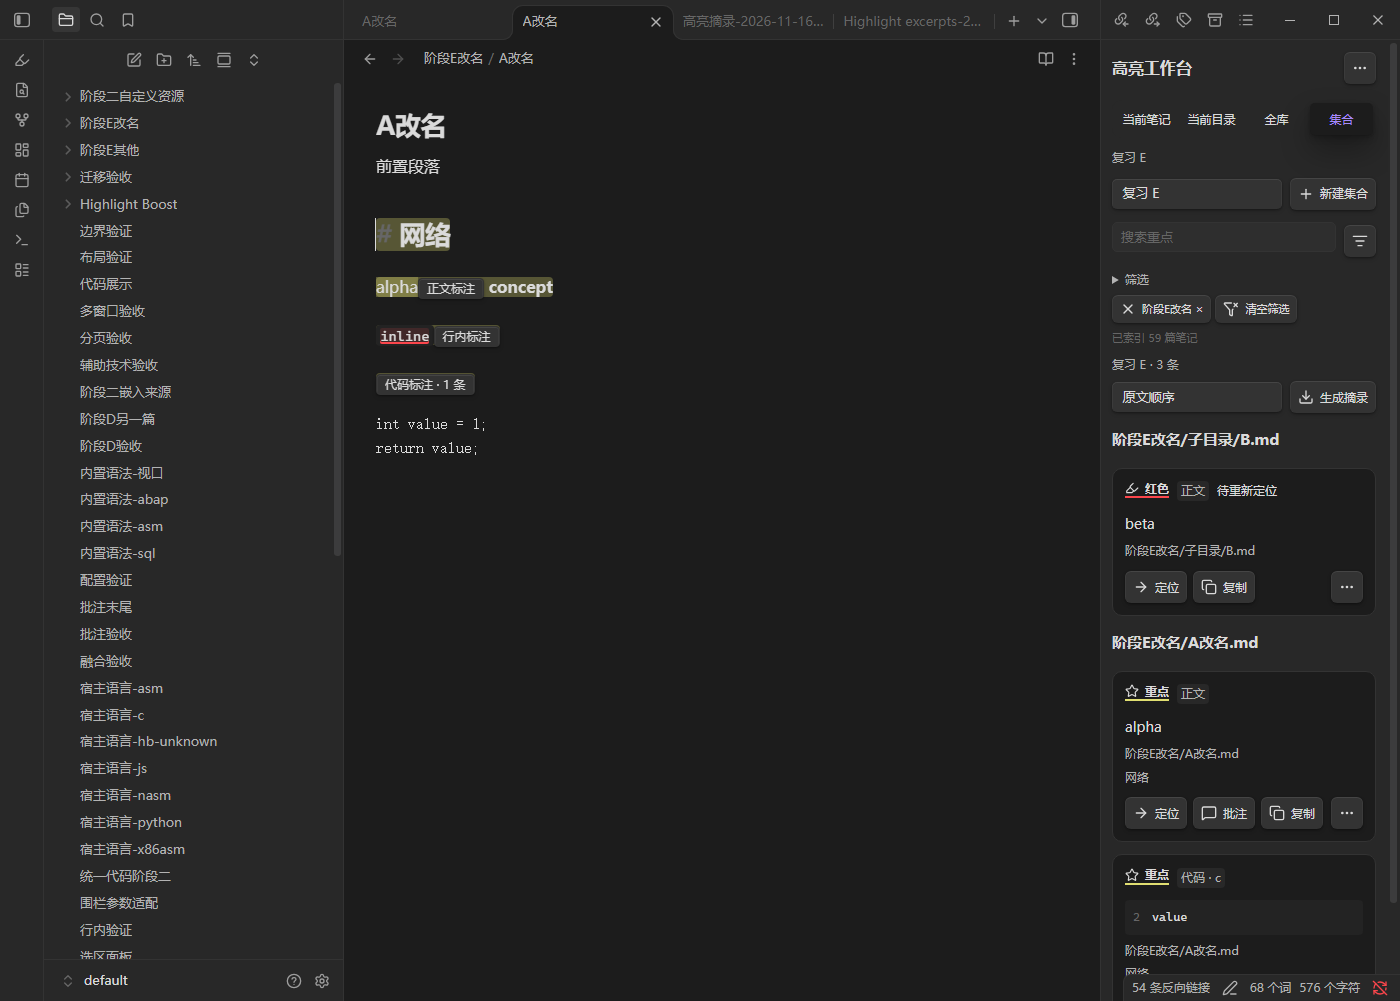 A改名
A改名
高亮摘录-2026-11-16...
Highlight excerpts-2...
阶段二自定义资源
阶段E改名
阶段E其他
迁移验收
Highlight Boost
边界验证
布局验证
代码展示
多窗口验收
分页验收
辅助技术验收
阶段二嵌入来源
阶段D另一篇
阶段D验收
内置语法-视口
内置语法-abap
内置语法-asm
内置语法-sql
配置验证
批注末尾
批注验收
融合验收
宿主语言-asm
宿主语言-c
宿主语言-hb-unknown
宿主语言-js
宿主语言-nasm
宿主语言-python
宿主语言-x86asm
统一代码阶段二
围栏参数适配
行内验证
选区面板
default
阶段E改名 / A改名
A改名
前置段落
# 网络
alpha 正文标注 concept
inline 行内标注
代码标注 · 1 条
int value = 1;
return value;
高亮工作台
当前笔记 当前目录 全库 集合
复习 E
复习 E 新建集合
搜索重点
筛选
阶段E改名 × 清空筛选
已索引 59 篇笔记
复习 E · 3 条
原文顺序 生成摘录
阶段E改名/子目录/B.md
红色 正文 待重新定位
beta
阶段E改名/子目录/B.md
定位 复制
阶段E改名/A改名.md
重点 正文
alpha
阶段E改名/A改名.md
网络
定位 批注 复制
重点 代码 · c
2 value
阶段E改名/A改名.md
网络
54 条反向链接 68 个词 576 个字符